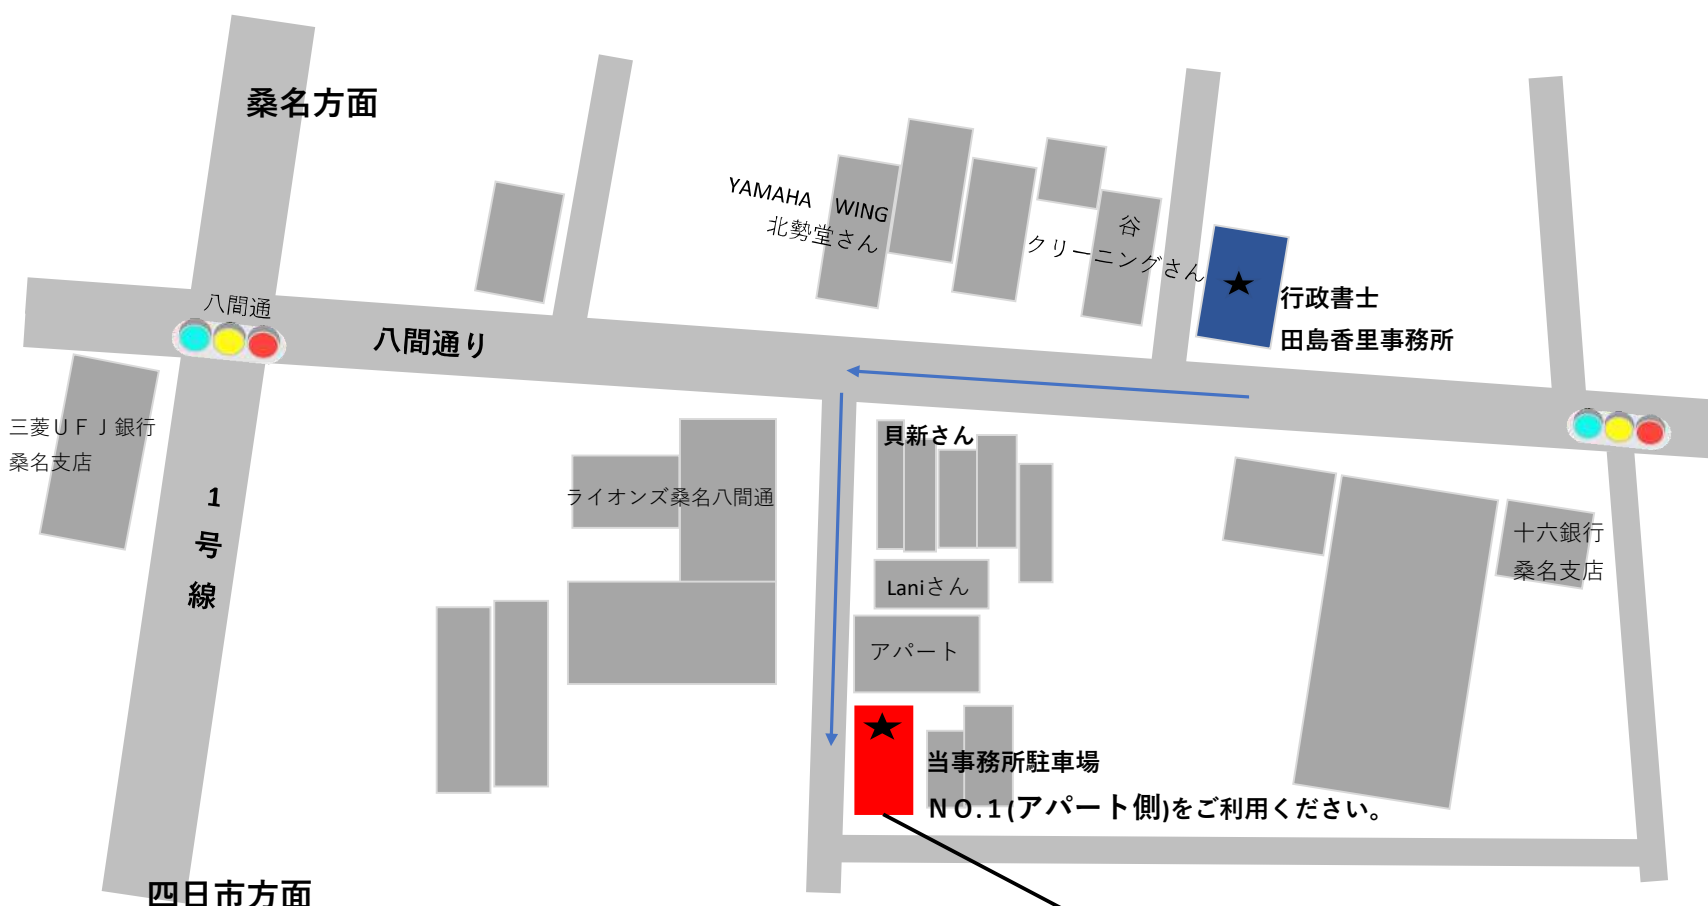 桑名方面
YAMAHA WING
北勢堂さん
谷
クリーニングさん
行政書士
田島香里事務所
八間通
八間通り
三菱ＵＦＪ銀行
桑名支店
1
号
線
貝新さん
ライオンズ桑名八間通
Laniさん
アパート
十六銀行
桑名支店
当事務所駐車場
ＮＯ.1(アパート側)をご利用ください。
四日市方面